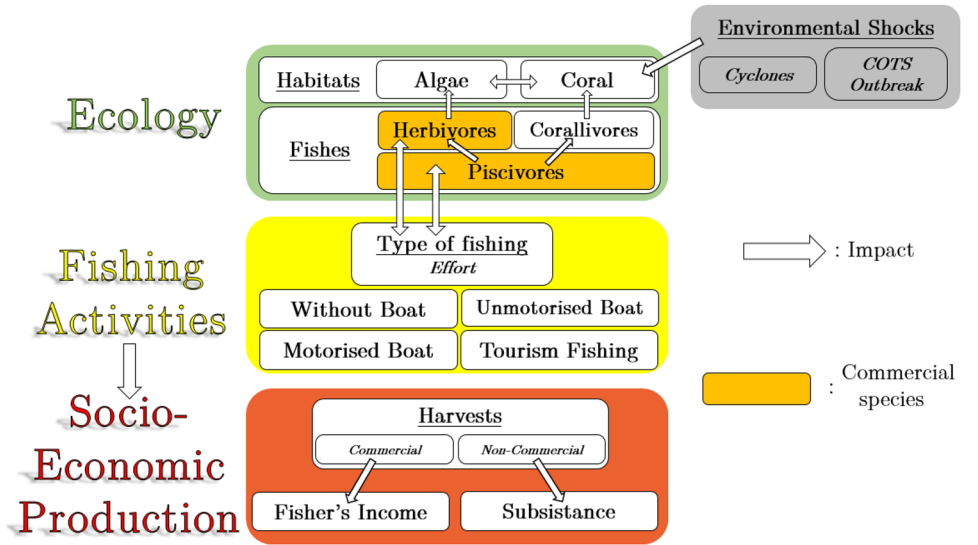 Environmental Shocks
Cyclones
COTS
Outbreak
Ecology
Habitats
Algae
Coral
Fishes
Herbivores
Corallivores
Piscivores
Fishing
Activities
Type of fishing
Effort
Without Boat
Unmotorised Boat
Motorised Boat
Tourism Fishing
: Impact
: Commercial
species
Socio-
Economic
Production
Harvests
Commercial
Non-Commercial
Fisher's Income
Subsistance